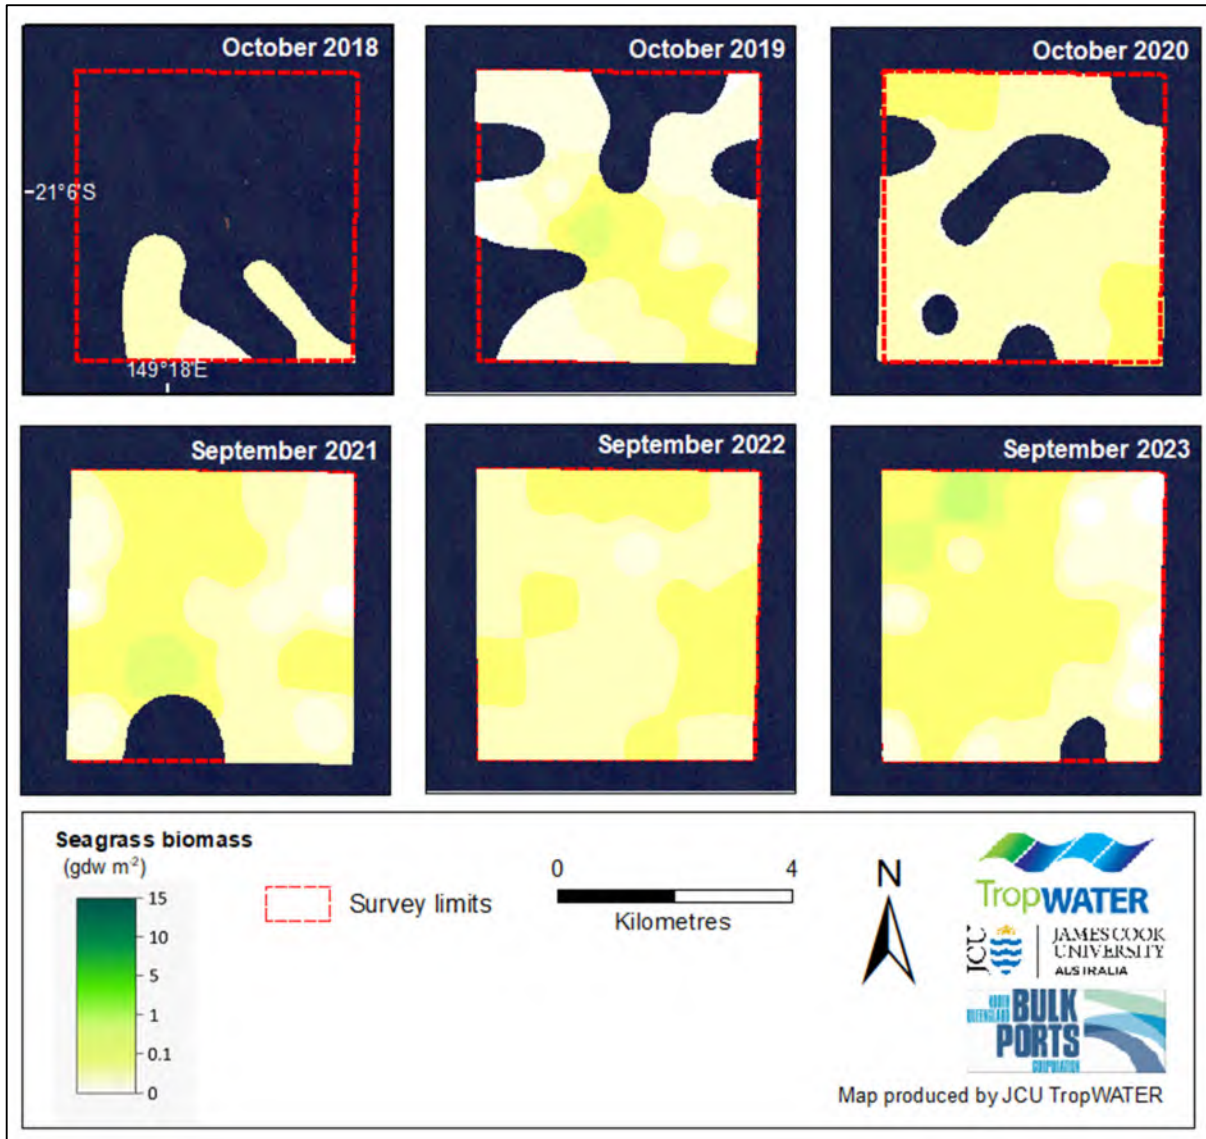 October 2018
October 2019
October 2020
21°6'S
149°18'E
September 2021
September 2022
September 2023
Seagrass biomass
(gdw m-2)
15
10
5
1
0.1
0
Survey limits
0 4
Kilometres
N
TropWATER
JCU
JAMES COOK
UNIVERSITY
AUSTRALIA
NORTH
QUEENSLAND
BULK
PORTS
CORPORATION
Map produced by JCU TropWATER